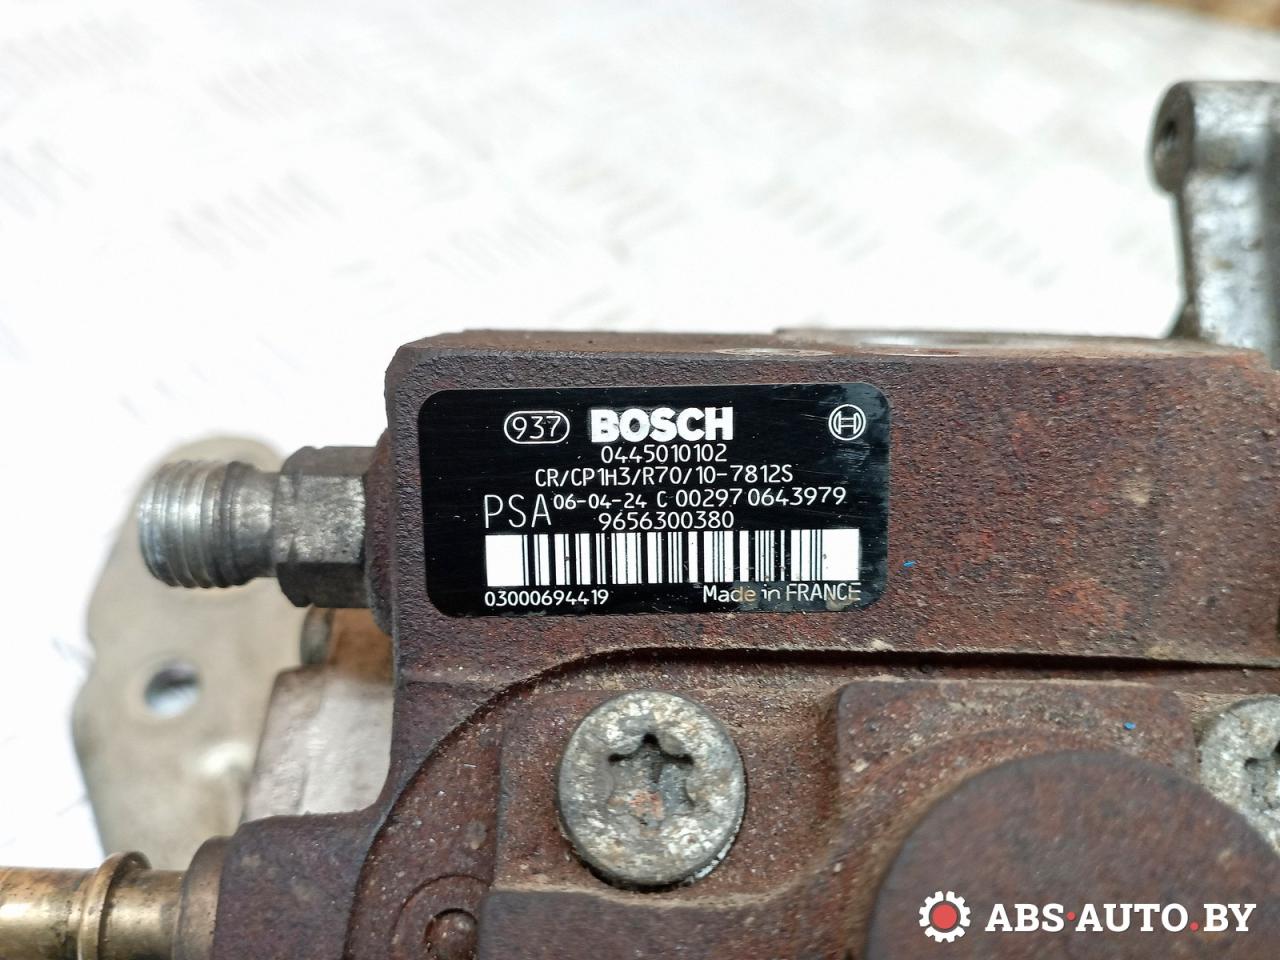 937 BOSCH
0445010102
CR/CP1H3/R70/10-7812S
PSA 06-04-24 C 00297 0643979
9656300380
03000694419 Made in FRANCE
ABS-AUTO.BY